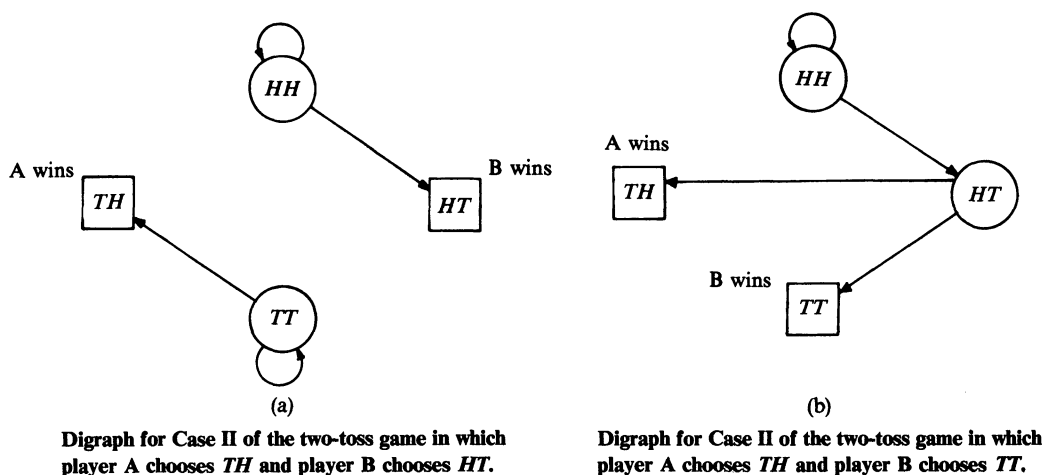 HH
A wins
B wins
TH
HT
TT
(a)
Digraph for Case II of the two-toss game in which
player A chooses TH and player B chooses HT.
HH
A wins
TH
HT
B wins
TT
(b)
Digraph for Case II of the two-toss game in which
player A chooses TH and player B chooses TT.